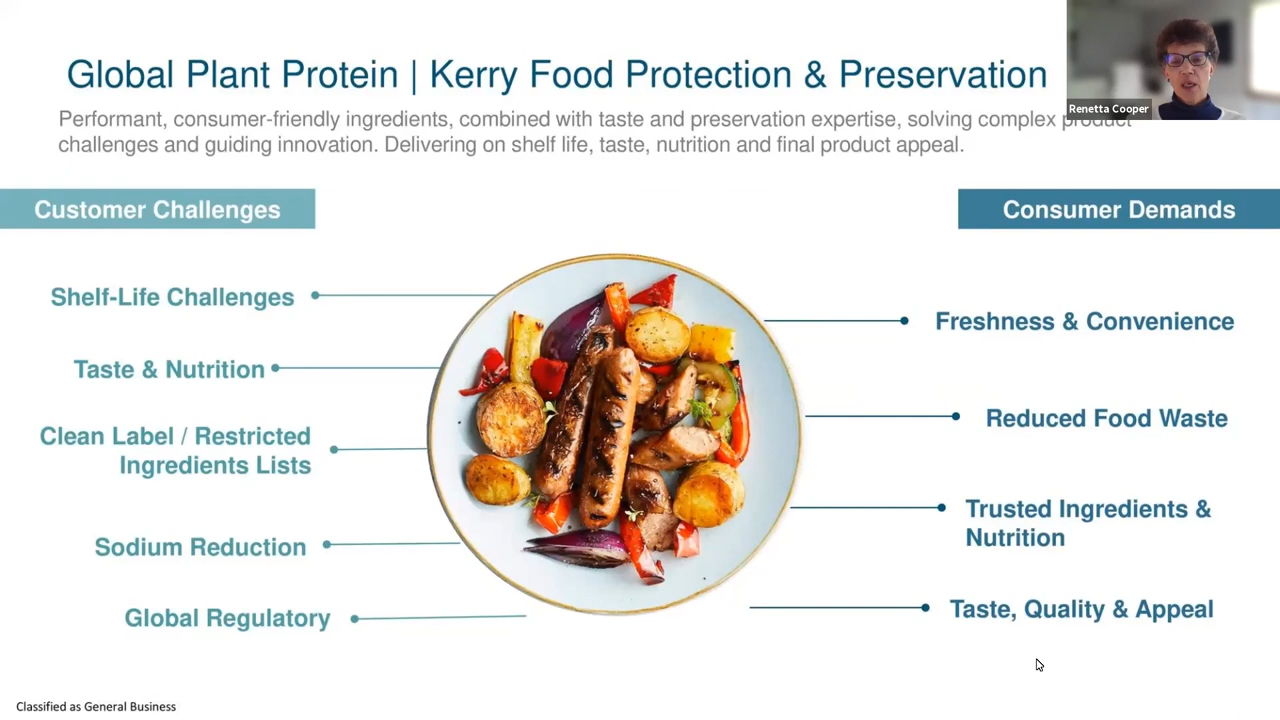 Global Plant Protein | Kerry Food Protection & Preservation
Renetta Cooper
Performant, consumer-friendly ingredients, combined with taste and preservation expertise, solving complex product
challenges and guiding innovation. Delivering on shelf life, taste, nutrition and final product appeal.
Customer Challenges
Shelf-Life Challenges
Taste & Nutrition
Clean Label / Restricted
Ingredients Lists
Sodium Reduction
Global Regulatory
Consumer Demands
Freshness & Convenience
Reduced Food Waste
Trusted Ingredients &
Nutrition
Taste, Quality & Appeal
Classified as General Business